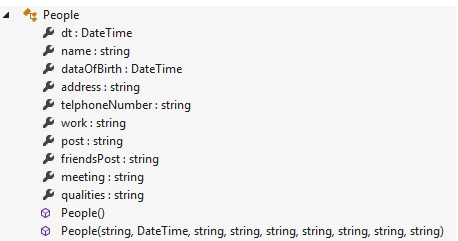 People
dt : DateTime
name : string
dataOfBirth : DateTime
address : string
telphoneNumber : string
work : string
post : string
friendsPost : string
meeting : string
qualities : string
People()
People(string, DateTime, string, string, string, string, string, string, string)